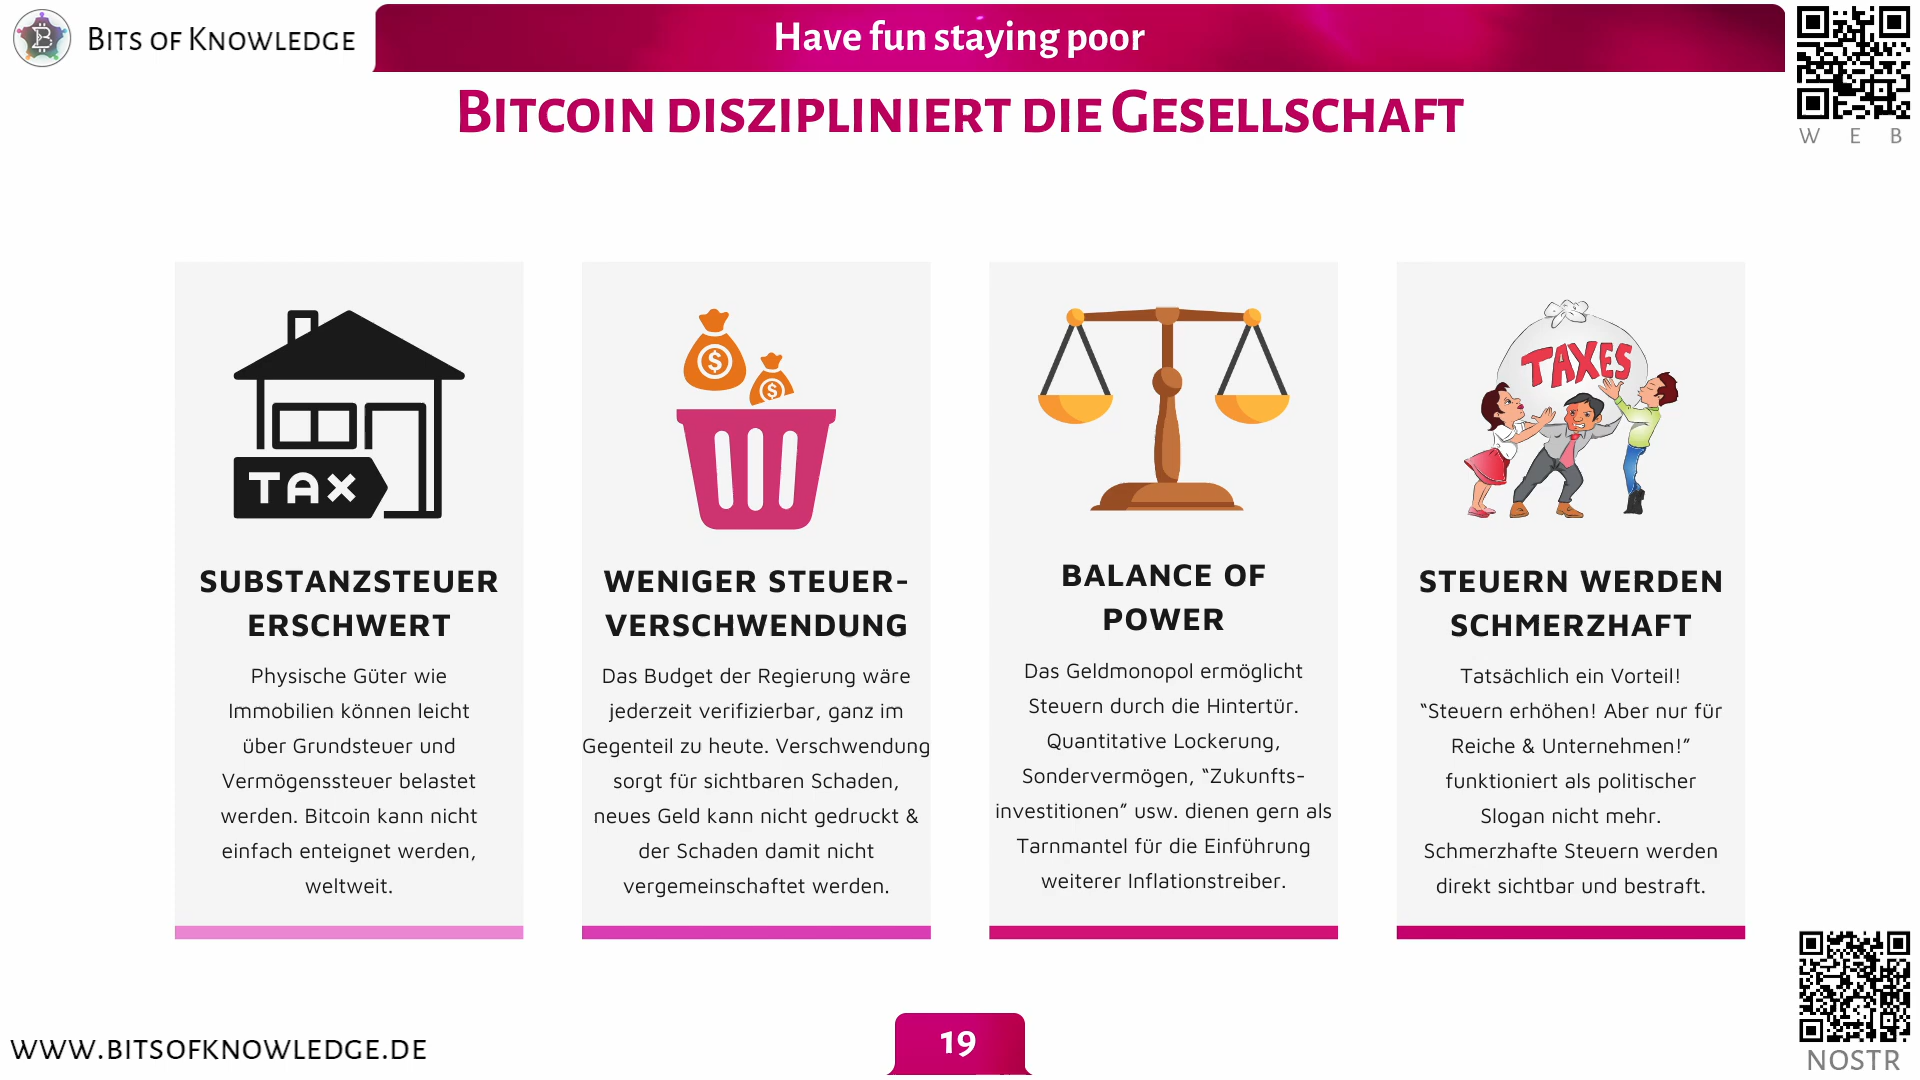 Bits of Knowledge
Have fun staying poor
Bitcoin diszipliniert die Gesellschaft
WEB
TAX
SUBSTANZSTEUER
ERSCHWERT
Physische Güter wie
Immobilien können leicht
über Grundsteuer und
Vermögenssteuer belastet
werden. Bitcoin kann nicht
einfach enteignet werden,
weltweit.
$
$
WENIGER STEUER-
VERSCHWENDUNG
Das Budget der Regierung wäre
jederzeit verifizierbar, ganz im
Gegenteil zu heute. Verschwendung
sorgt für sichtbaren Schaden,
neues Geld kann nicht gedruckt &
der Schaden damit nicht
vergemeinschaftet werden.
BALANCE OF
POWER
Das Geldmonopol ermöglicht
Steuern durch die Hintertür.
Quantitative Lockerung,
Sondervermögen, “Zukunfts-
investitionen” usw. dienen gern als
Tarnmantel für die Einführung
weiterer Inflationstreiber.
TAXES
STEUERN WERDEN
SCHMERZHAFT
Tatsächlich ein Vorteil!
“Steuern erhöhen! Aber nur für
Reiche & Unternehmen!”
funktioniert als politischer
Slogan nicht mehr.
Schmerzhafte Steuern werden
direkt sichtbar und bestraft.
WWW.BITSOFKNOWLEDGE.DE
19
NOSTR